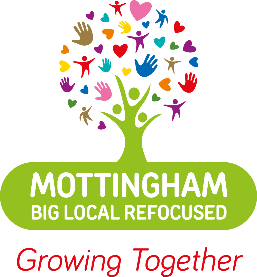 MOTTINGHAM
BIG LOCAL REFOCUSED
Growing Together